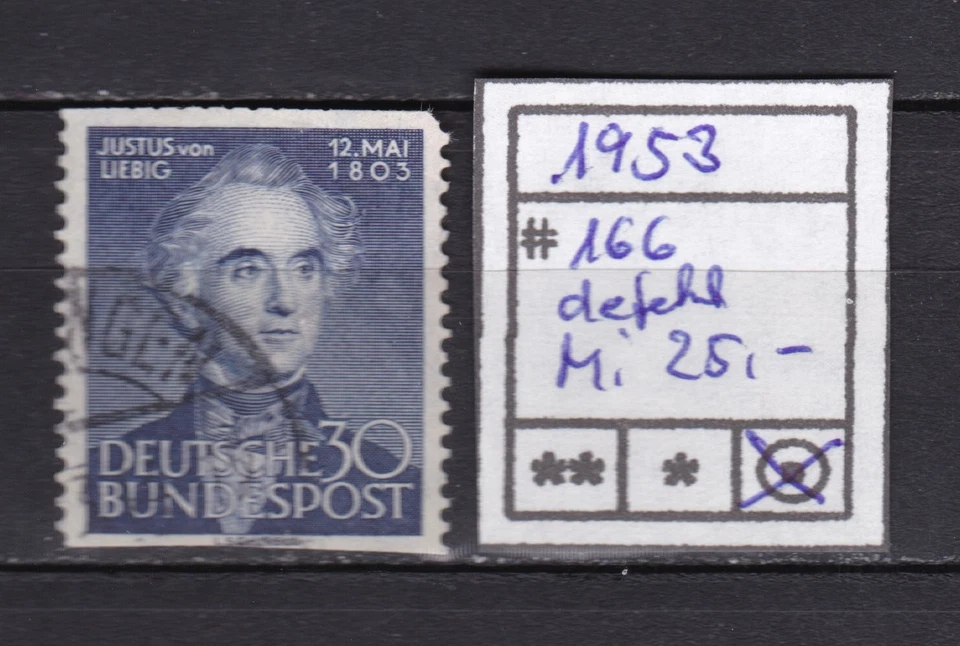 JUSTUS von
LIEBIG
12. MAI
1803
DEUTSCHE 30
BUNDESPOST
1953
# 166
defekt
Mi. 25,-
** *